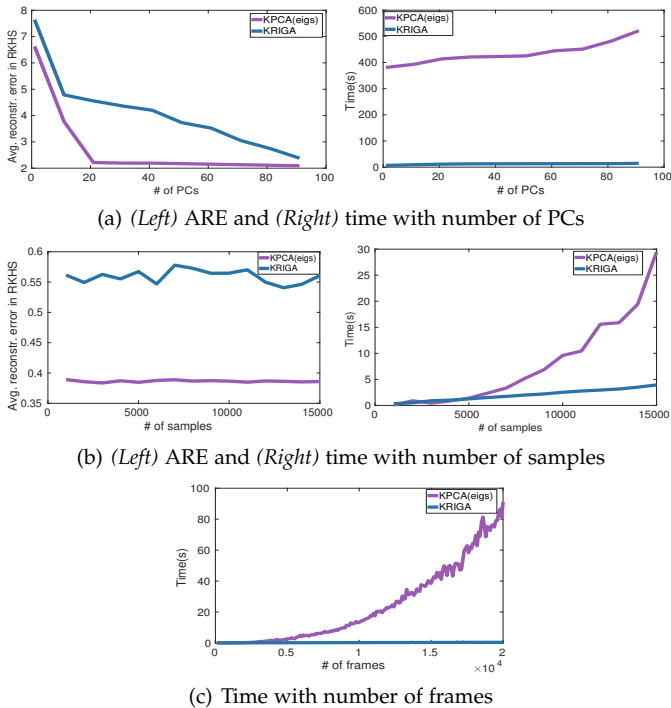 KPCA(eigs)
KRIGA
Avg. reconstr. error in RKHS
8
7
6
5
4
3
2
0 20 40 60 80 100
# of PCs
KPCA(eigs)
KRIGA
Time(s)
600
500
400
300
200
100
0
0 20 40 60 80 100
# of PCs
(a) (Left) ARE and (Right) time with number of PCs
KPCA(eigs)
KRIGA
Avg. reconstr. error in RKHS
0.6
0.55
0.5
0.45
0.4
0.35
0 5000 10000 15000
# of samples
KPCA(eigs)
KRIGA
Time(s)
30
25
20
15
10
5
0
0 5000 10000 15000
# of samples
(b) (Left) ARE and (Right) time with number of samples
KPCA(eigs)
KRIGA
Time(s)
100
80
60
40
20
0
0 0.5 1 1.5 2
# of frames
×10⁴
(c) Time with number of frames